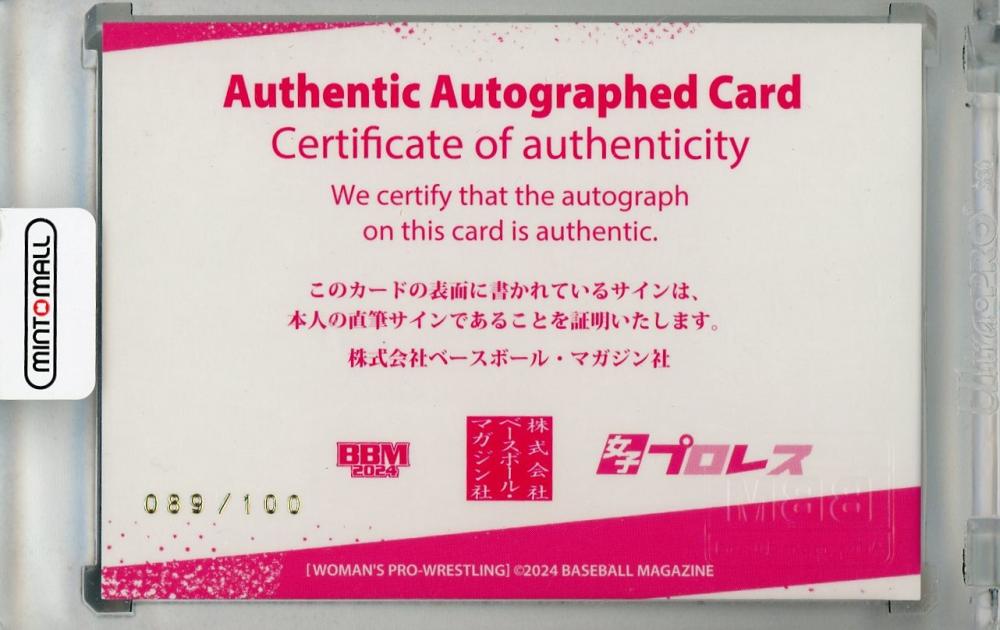 Authentic Autographed Card
Certificate of authenticity
We certify that the autograph
on this card is authentic.
このカードの表面に書かれているサインは、
本人の直筆サインであることを証明いたします。
株式会社ベースボール・マガジン社
MINT MALL
BBM
2024
株式会社
ベースボール・
マガジン社
女子プロレス
089/100
[WOMAN'S PRO-WRESTLING] ©2024 BASEBALL MAGAZINE
Ultra•PRO